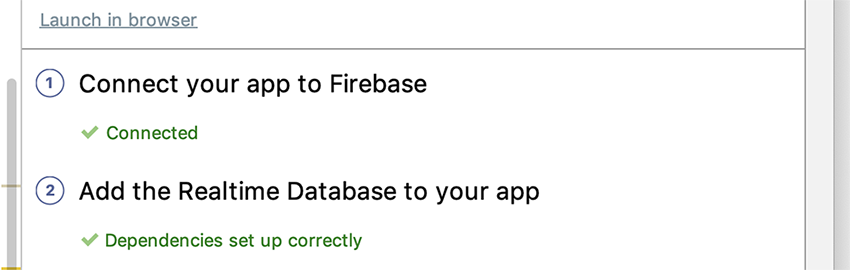 Launch in browser
1 Connect your app to Firebase
Connected
2 Add the Realtime Database to your app
Dependencies set up correctly